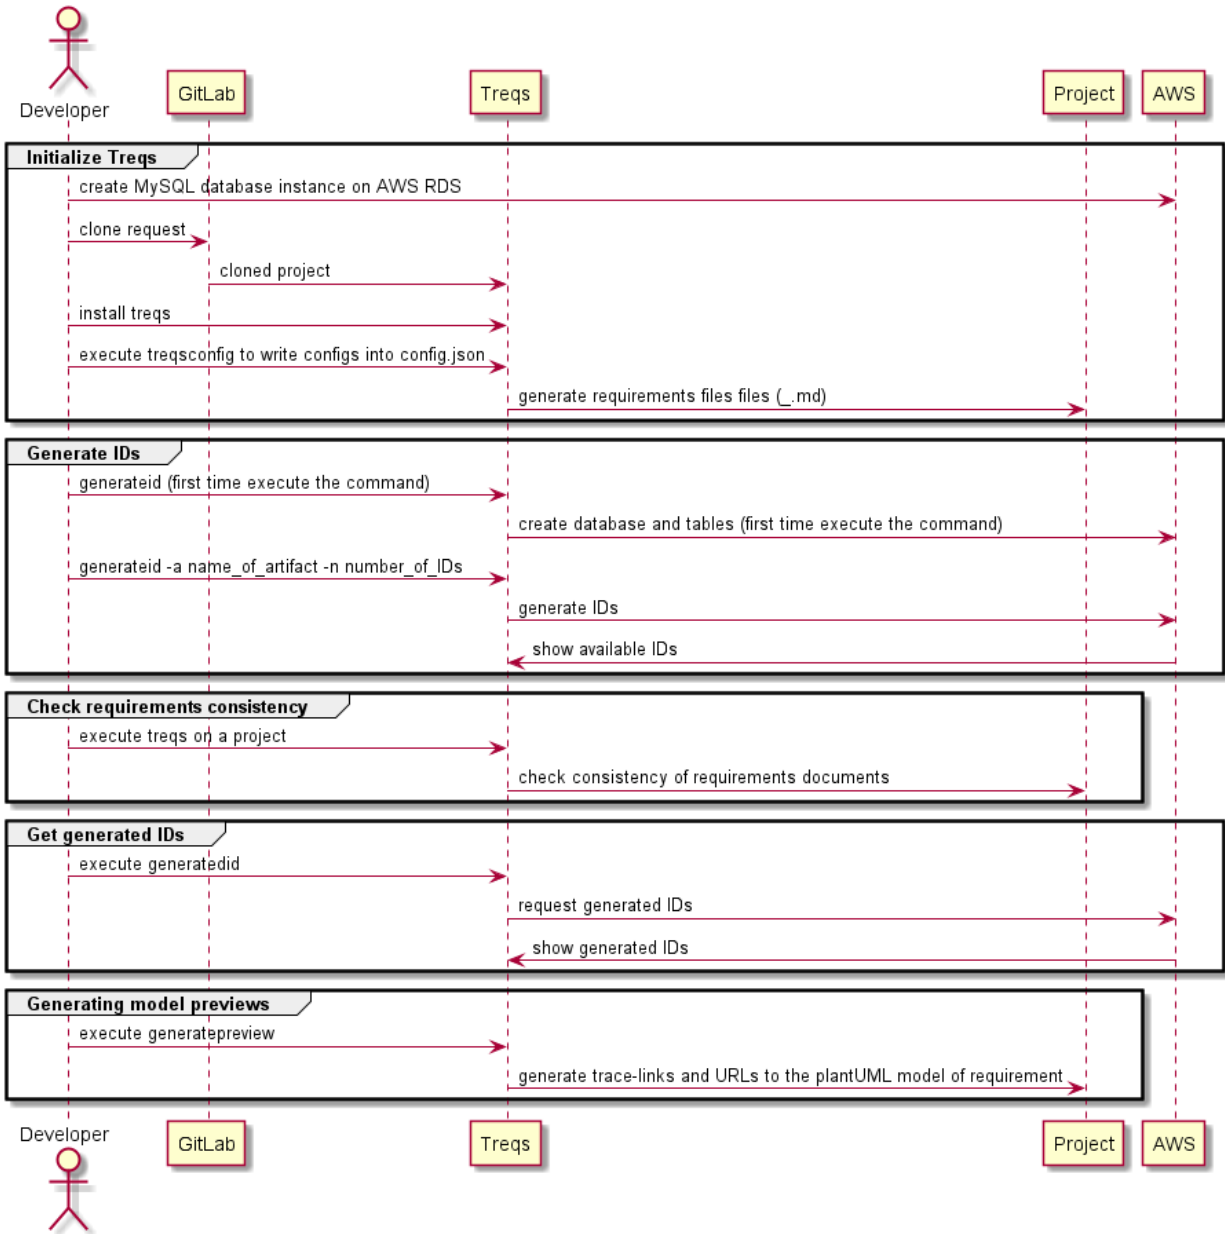 Developer
GitLab
Treqs
Project
AWS
Initialize Treqs
create MySQL database instance on AWS RDS
clone request
cloned project
install treqs
execute treqsconfig to write configs into config.json
generate requirements files files (_.md)
Generate IDs
generateid (first time execute the command)
create database and tables (first time execute the command)
generateid -a name_of_artifact -n number_of_IDs
generate IDs
show available IDs
Check requirements consistency
execute treqs on a project
check consistency of requirements documents
Get generated IDs
execute generatedid
request generated IDs
show generated IDs
Generating model previews
execute generatepreview
generate trace-links and URLs to the plantUML model of requirement
Developer
GitLab
Treqs
Project
AWS